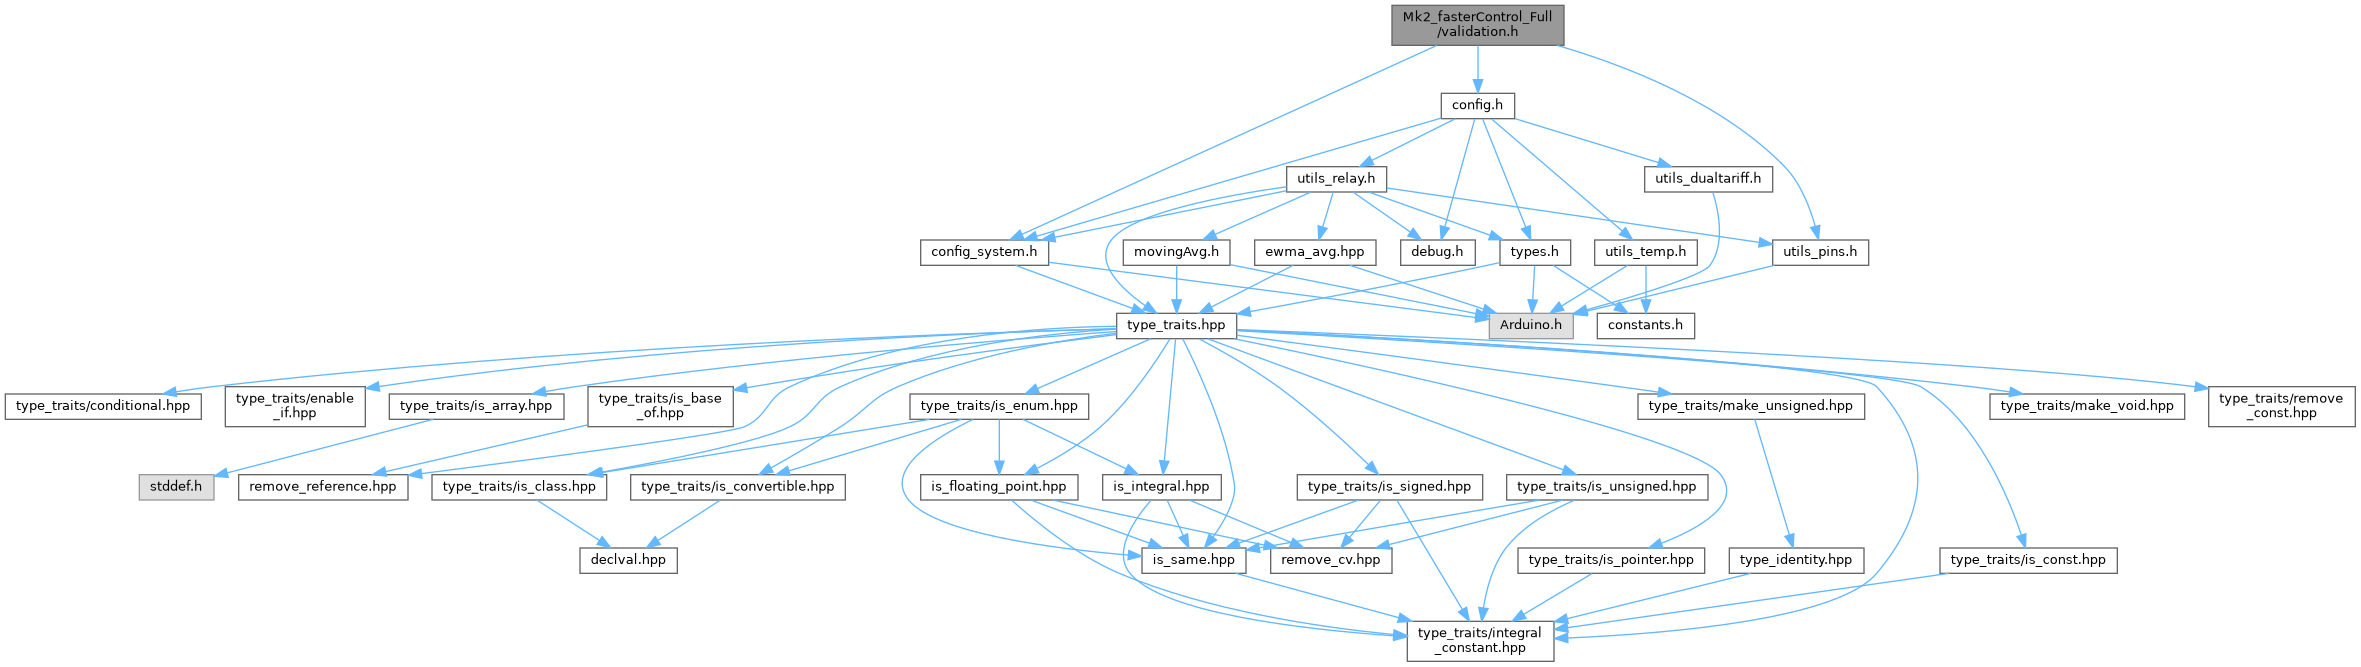 Mk2_fasterControl_Full
/validation.h
config.h
utils_relay.h
utils_dualtariff.h
config_system.h
movingAvg.h
ewma_avg.hpp
debug.h
types.h
utils_temp.h
utils_pins.h
type_traits.hpp
Arduino.h
constants.h
type_traits/conditional.hpp
type_traits/enable
_if.hpp
type_traits/is_array.hpp
type_traits/is_base
_of.hpp
type_traits/is_enum.hpp
type_traits/make_unsigned.hpp
type_traits/make_void.hpp
type_traits/remove
_const.hpp
stddef.h
remove_reference.hpp
type_traits/is_class.hpp
type_traits/is_convertible.hpp
is_floating_point.hpp
is_integral.hpp
type_traits/is_signed.hpp
type_traits/is_unsigned.hpp
declval.hpp
is_same.hpp
remove_cv.hpp
type_traits/is_pointer.hpp
type_identity.hpp
type_traits/is_const.hpp
type_traits/integral
_constant.hpp